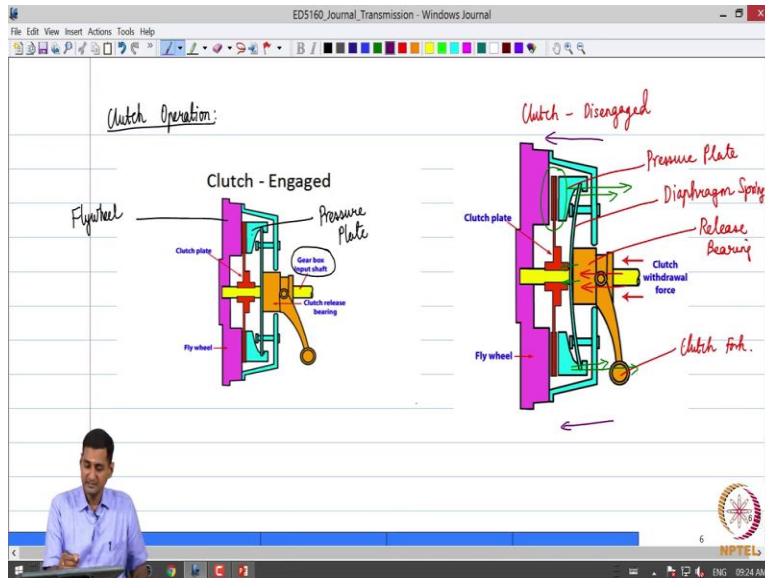 ED5160_Journal_Transmission - Windows Journal
File Edit View Insert Actions Tools Help
Clutch Operation:
Clutch - Engaged
Flywheel
Pressure
Plate
Clutch plate
Gear box
input shaft
Clutch release
bearing
Fly wheel
Clutch - Disengaged
Pressure Plate
Diaphragm Spring
Clutch plate
Release
Bearing
Clutch
withdrawal
force
Fly wheel
Clutch Fork.
6
6
NPTEL
ENG 09:24 AM